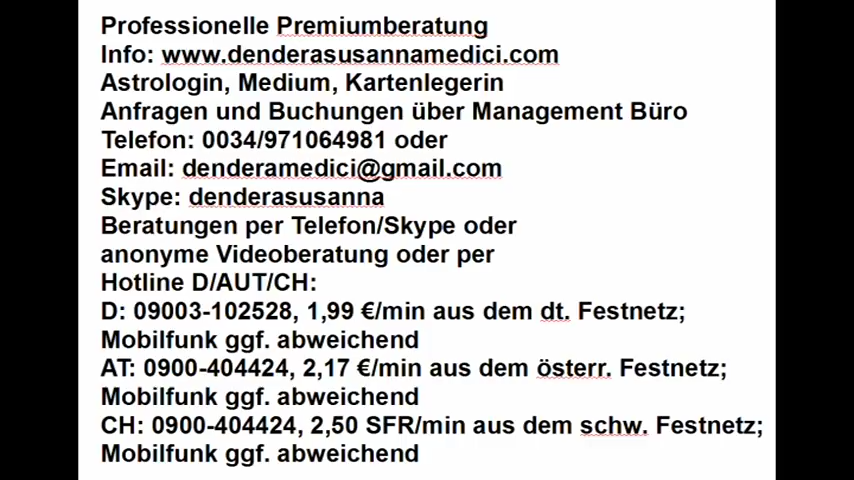 Professionelle Premiumberatung
Info: www.denderasusannamedici.com
Astrologin, Medium, Kartenlegerin
Anfragen und Buchungen über Management Büro
Telefon: 0034/971064981 oder
Email: denderamedici@gmail.com
Skype: denderasusanna
Beratungen per Telefon/Skype oder
anonyme Videoberatung oder per
Hotline D/AUT/CH:
D: 09003-102528, 1,99 €/min aus dem dt. Festnetz;
Mobilfunk ggf. abweichend
AT: 0900-404424, 2,17 €/min aus dem österr. Festnetz;
Mobilfunk ggf. abweichend
CH: 0900-404424, 2,50 SFR/min aus dem schw. Festnetz;
Mobilfunk ggf. abweichend